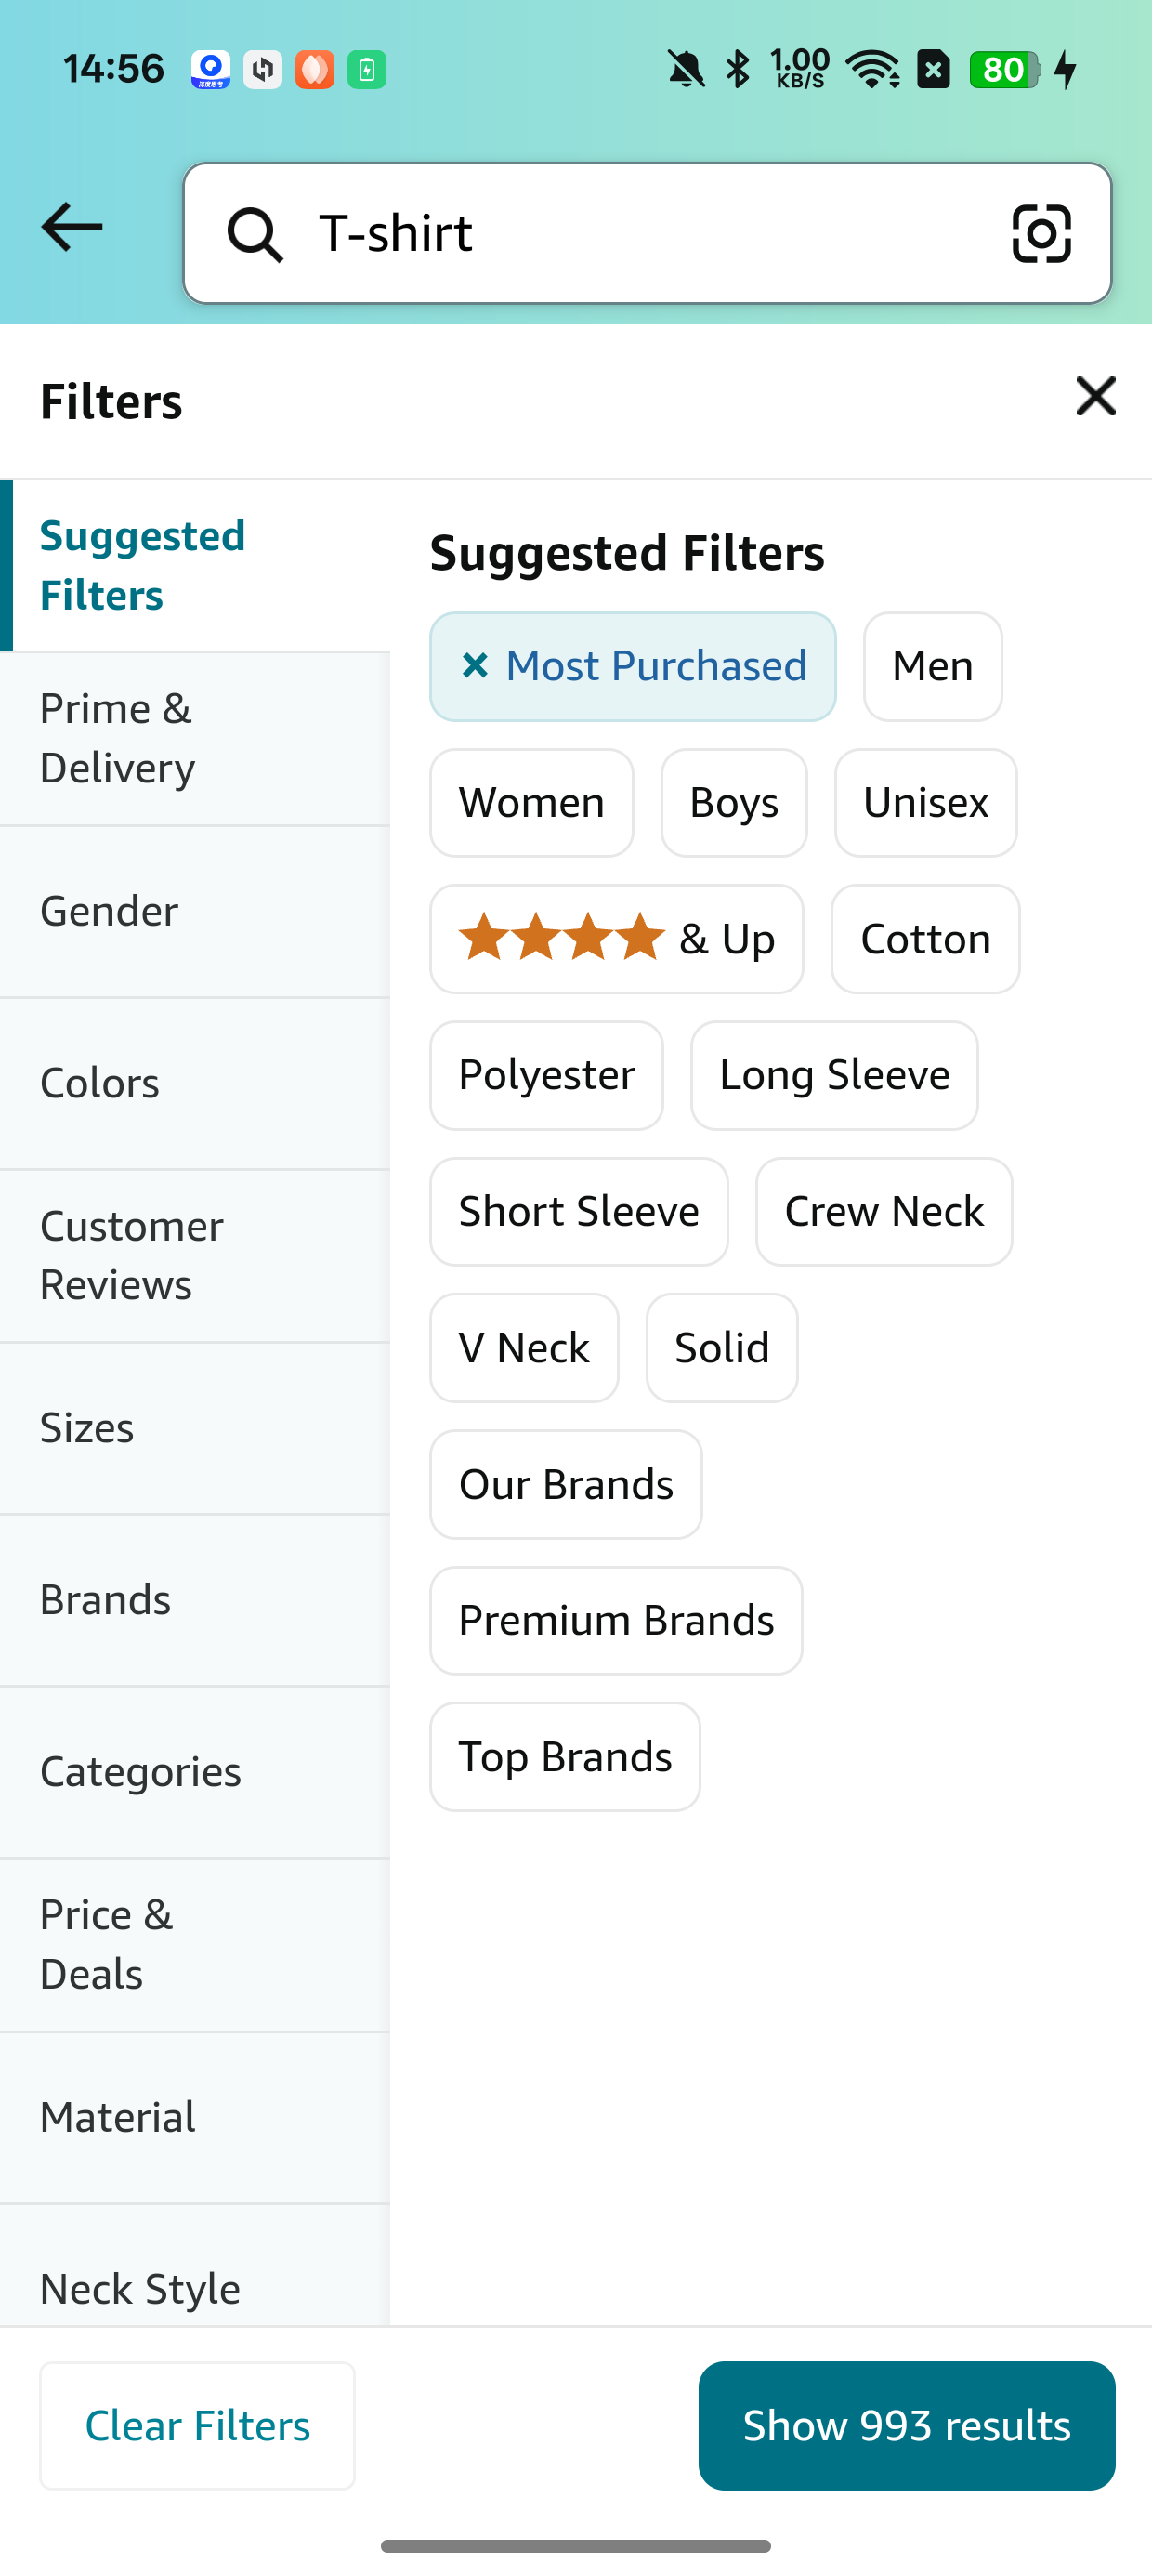 14:56
1.00
KB/S
80
T-shirt
Filters
Suggested
Filters
Prime &
Delivery
Gender
Colors
Customer
Reviews
Sizes
Brands
Categories
Price &
Deals
Material
Neck Style
Suggested Filters
Most Purchased
Men
Women
Boys
Unisex
& Up
Cotton
Polyester
Long Sleeve
Short Sleeve
Crew Neck
V Neck
Solid
Our Brands
Premium Brands
Top Brands
Clear Filters
Show 993 results